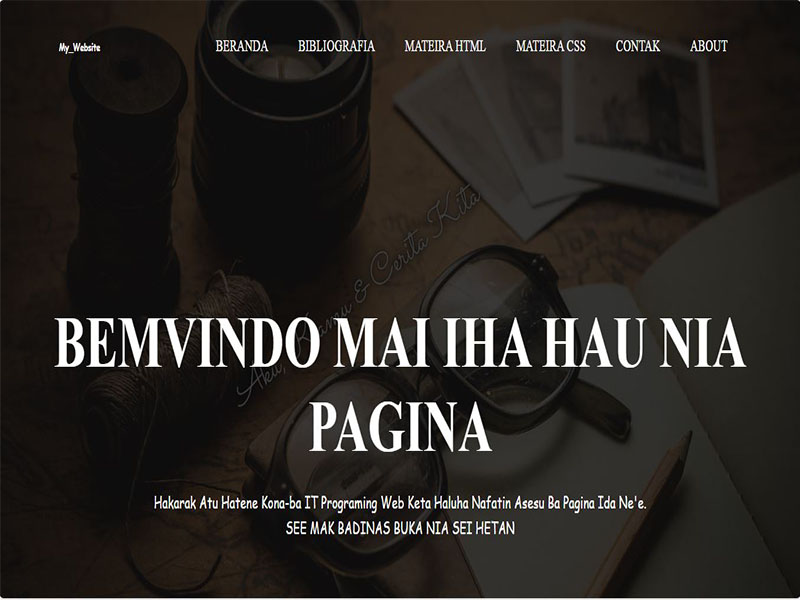 My_Website
BERANDA BIBLIOGRAFIA MATEIRA HTML MATEIRA CSS CONTAK ABOUT
Aku, Kamu & Cerita Kita
BEMVINDO MAI IHA HAU NIA
PAGINA
Hakarak Atu Hatene Kona-ba IT Programing Web Keta Haluha Nafatin Asesu Ba Pagina Ida Ne'e.
SEE MAK BADINAS BUKA NIA SEI HETAN